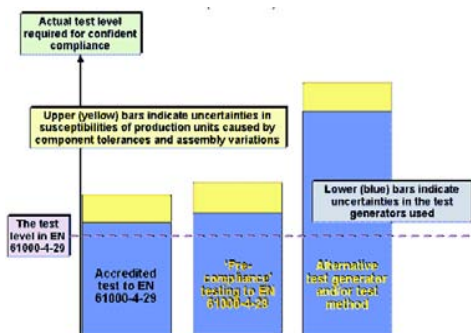 Actual test level
required for confident
compliance
Upper (yellow) bars indicate uncertainties in
susceptibilities of production units caused by
component tolerances and assembly variations
Lower (blue) bars indicate
uncertainties in the test
generators used
The test
level in EN
61000-4-29
Accredited
test to EN
61000-4-29
'Pre-
compliance'
testing to EN
61000-4-29
Alternative
test generator
and/or test
method